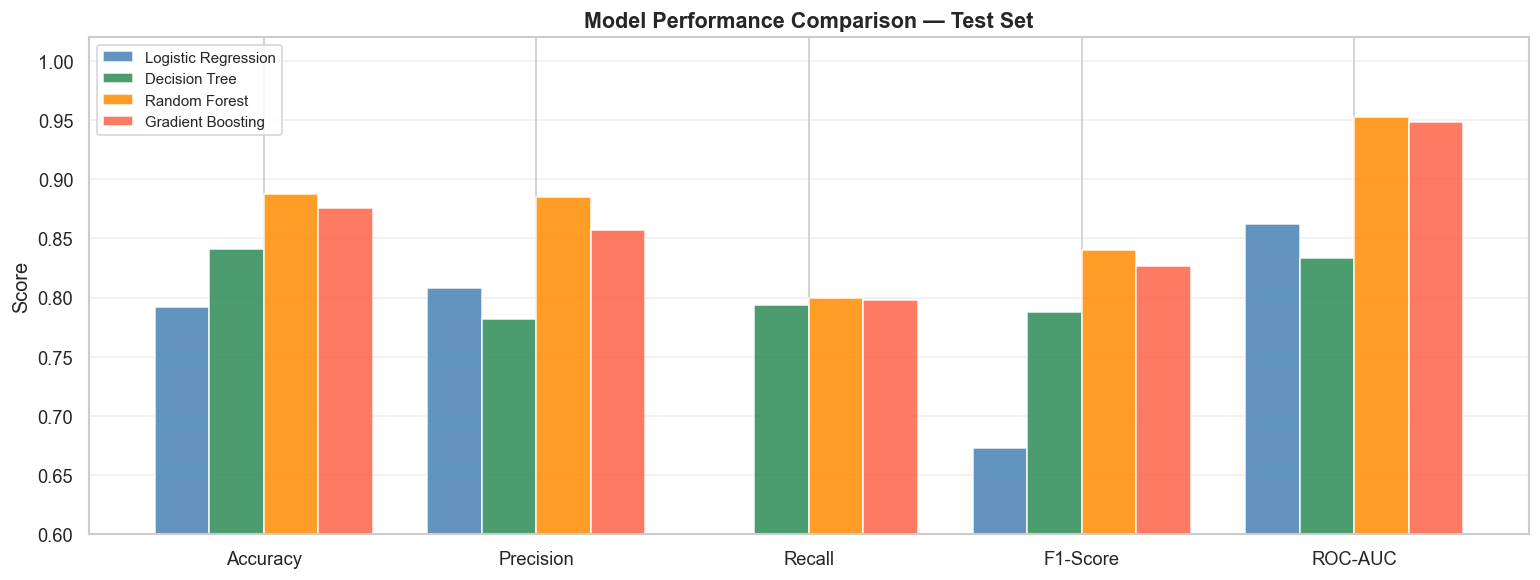 Model Performance Comparison — Test Set
Logistic Regression
Decision Tree
Random Forest
Gradient Boosting
Score
1.00
0.95
0.90
0.85
0.80
0.75
0.70
0.65
0.60
Accuracy Precision Recall F1-Score ROC-AUC